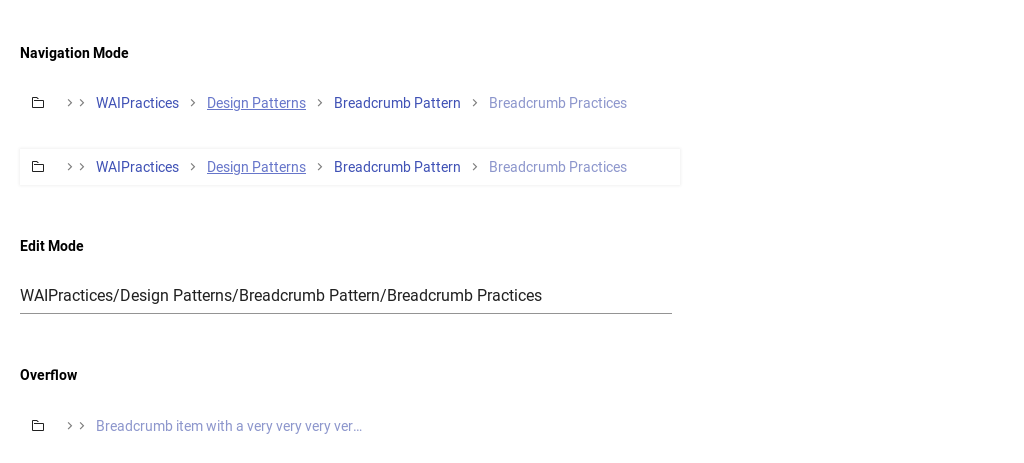 Navigation Mode
WAIPractices Design Patterns Breadcrumb Pattern Breadcrumb Practices
WAIPractices Design Patterns Breadcrumb Pattern Breadcrumb Practices
Edit Mode
WAIPractices/Design Patterns/Breadcrumb Pattern/Breadcrumb Practices
Overflow
Breadcrumb item with a very very very ver...